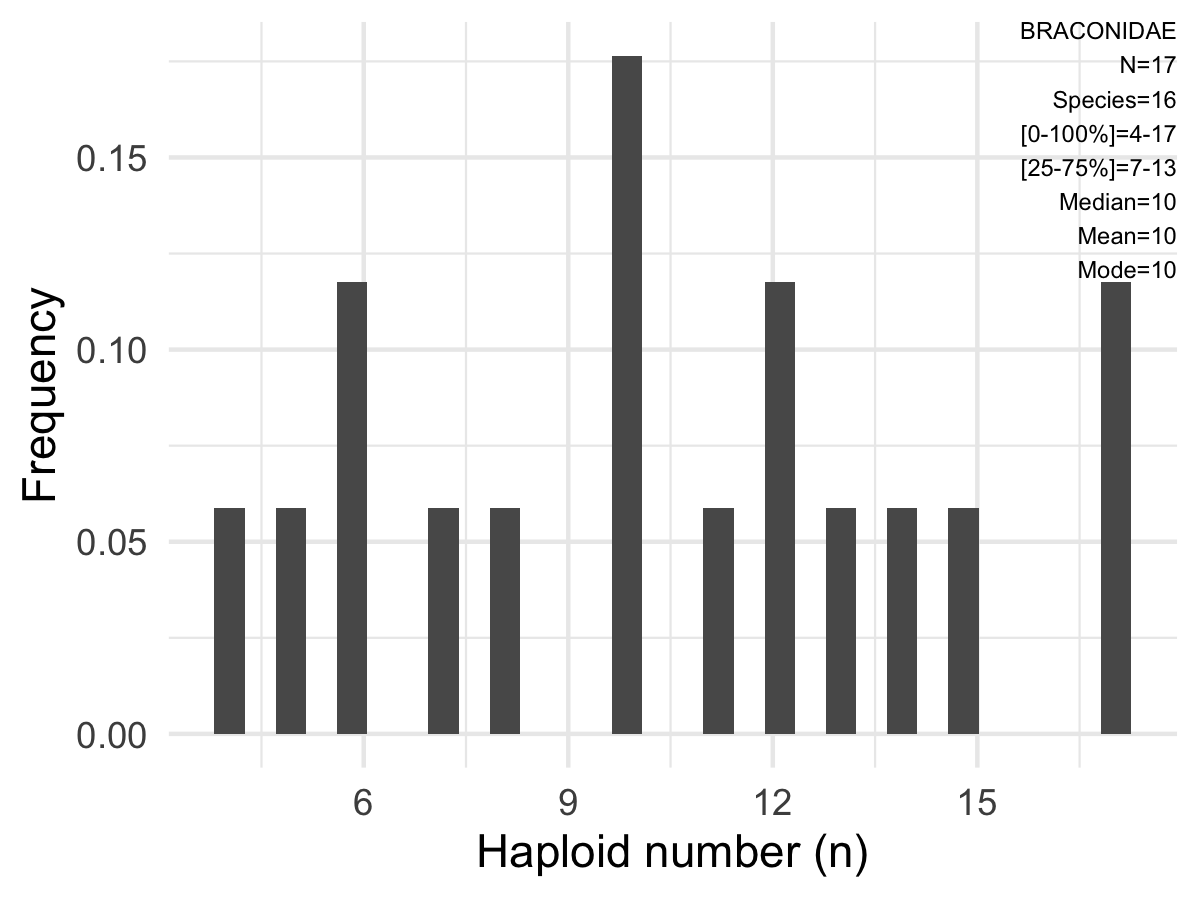 BRACONIDAE
N=17
Species=16
[0-100%]=4-17
[25-75%]=7-13
Median=10
Mean=10
Mode=10
Frequency
0.15
0.10
0.05
0.00
6 9 12 15
Haploid number (n)